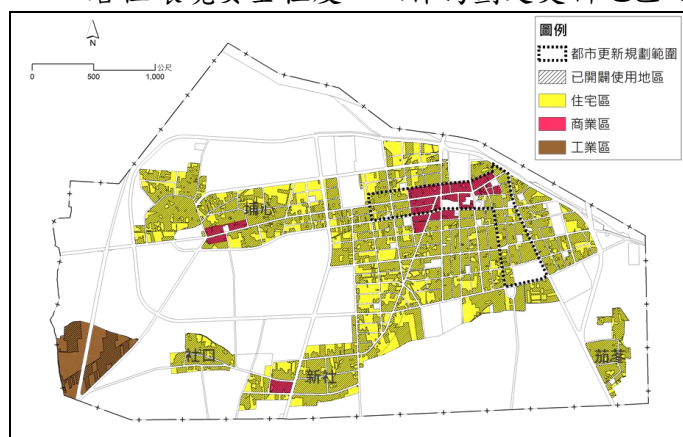 N
0 500 1,000 公尺
圖例
都市更新規劃範圍
已開闢使用地區
住宅區
商業區
工業區
埔心
社口
新社
茄苳